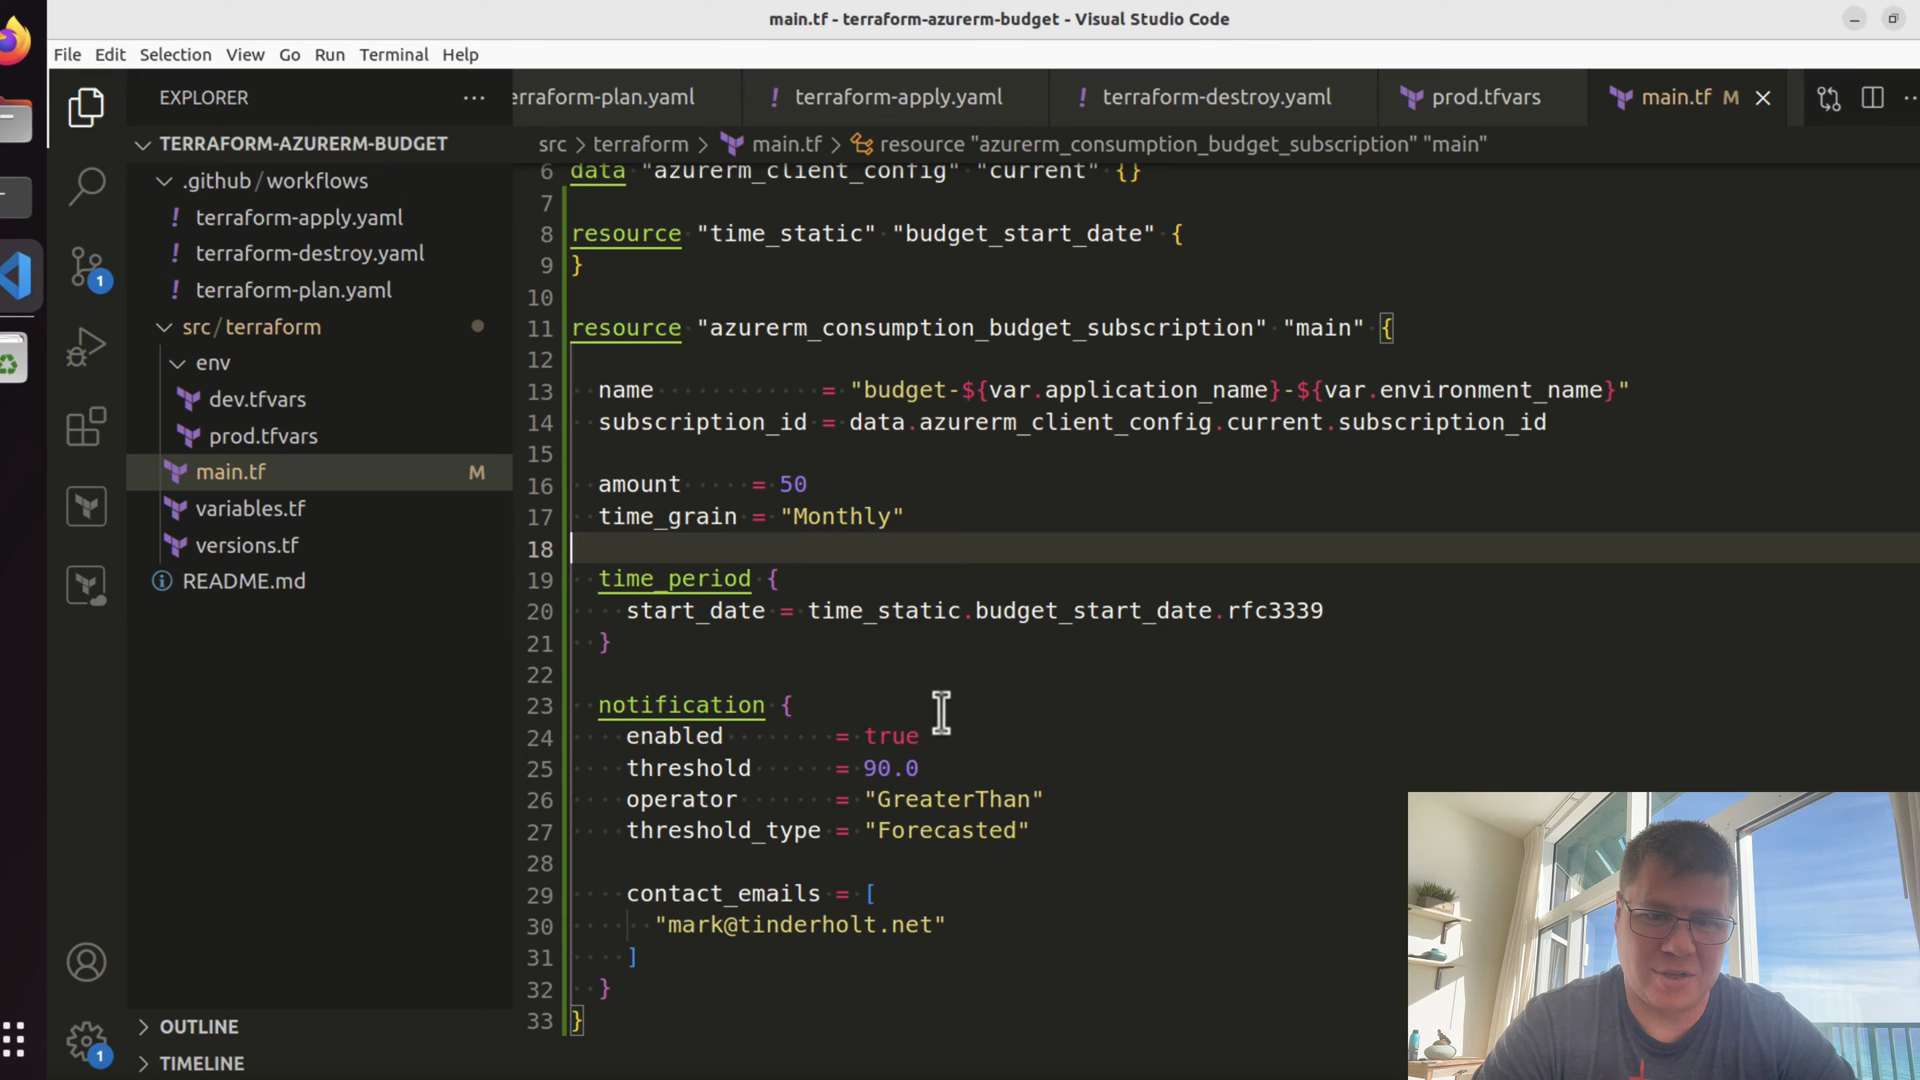 main.tf - terraform-azurerm-budget - Visual Studio Code
File Edit Selection View Go Run Terminal Help
EXPLORER
TERRAFORM-AZURERM-BUDGET
.github / workflows
! terraform-apply.yaml
! terraform-destroy.yaml
! terraform-plan.yaml
src / terraform
env
dev.tfvars
prod.tfvars
main.tf M
variables.tf
versions.tf
README.md
OUTLINE
TIMELINE
1
1
erraform-plan.yaml ! terraform-apply.yaml ! terraform-destroy.yaml prod.tfvars main.tf M
src > terraform > main.tf > resource "azurerm_consumption_budget_subscription" "main"
6 data "azurerm_client_config" "current" {}
7
8 resource "time_static" "budget_start_date" {
9 }
10
11 resource "azurerm_consumption_budget_subscription" "main" {
12
13 name = "budget-${var.application_name}-${var.environment_name}"
14 subscription_id = data.azurerm_client_config.current.subscription_id
15
16 amount = 50
17 time_grain = "Monthly"
18
19 time_period {
20 start_date = time_static.budget_start_date.rfc3339
21 }
22
23 notification {
24 enabled = true
25 threshold = 90.0
26 operator = "GreaterThan"
27 threshold_type = "Forecasted"
28
29 contact_emails = [
30 "mark@tinderholt.net"
31 ]
32 }
33 }